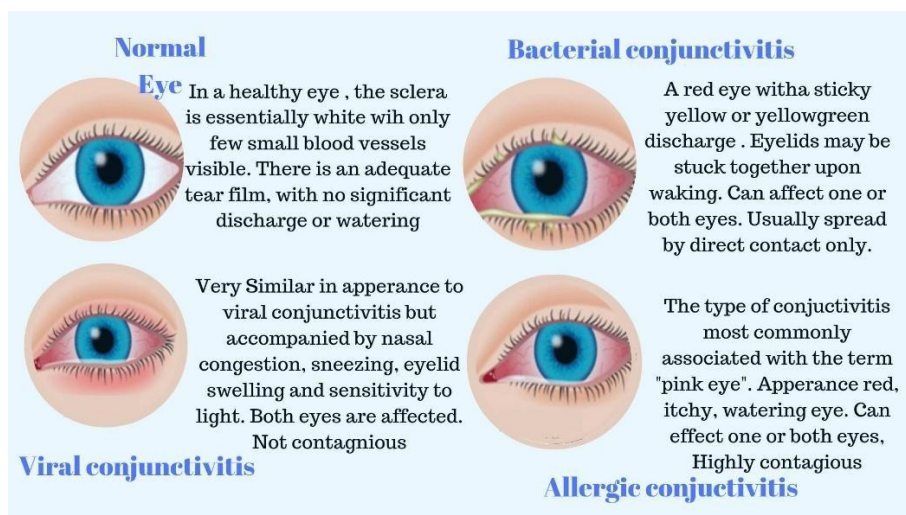 Normal
Eye
In a healthy eye , the sclera
is essentially white wih only
few small blood vessels
visible. There is an adequate
tear film, with no significant
discharge or watering
Bacterial conjunctivitis
A red eye witha sticky
yellow or yellowgreen
discharge . Eyelids may be
stuck together upon
waking. Can affect one or
both eyes. Usually spread
by direct contact only.
Very Similar in apperance to
viral conjunctivitis but
accompanied by nasal
congestion, sneezing, eyelid
swelling and sensitivity to
light. Both eyes are affected.
Not contagnious
Viral conjunctivitis
The type of conjuctivitis
most commonly
associated with the term
"pink eye". Apperance red,
itchy, watering eye. Can
effect one or both eyes,
Highly contagious
Allergic conjuctivitis